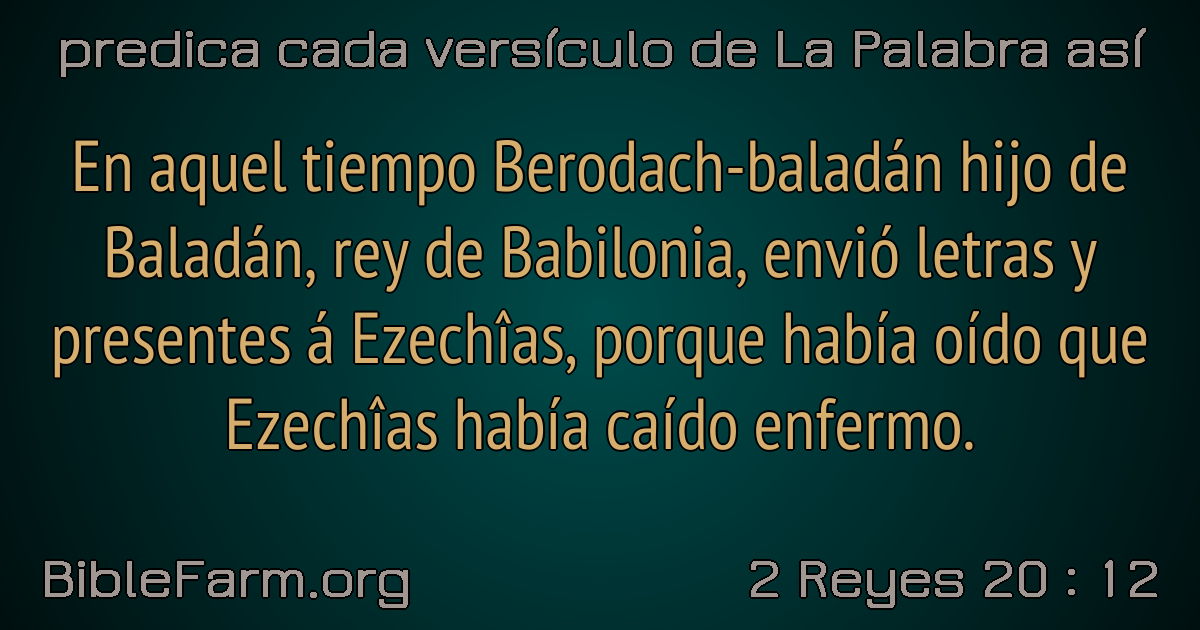 predica cada versículo de La Palabra así
En aquel tiempo Berodach-baladán hijo de
Baladán, rey de Babilonia, envió letras y
presentes á Ezechîas, porque había oído que
Ezechîas había caído enfermo.
BibleFarm.org
2 Reyes 20 : 12